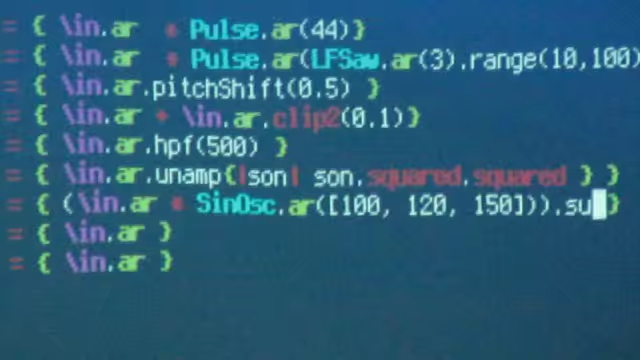 = { \in.ar * Pulse.ar(44)}
= { \in.ar * Pulse.ar(LFSaw.ar(3).range(10,100)
= { \in.ar.pitchShift(0.5) }
= { \in.ar + \in.ar.clip2(0.1)}
= { \in.ar.hpf(500) }
= { \in.ar.unamp{|son| son.squared.squared } }
= { (\in.ar * SinOsc.ar([100, 120, 150])).su}
= { \in.ar }
= { \in.ar }